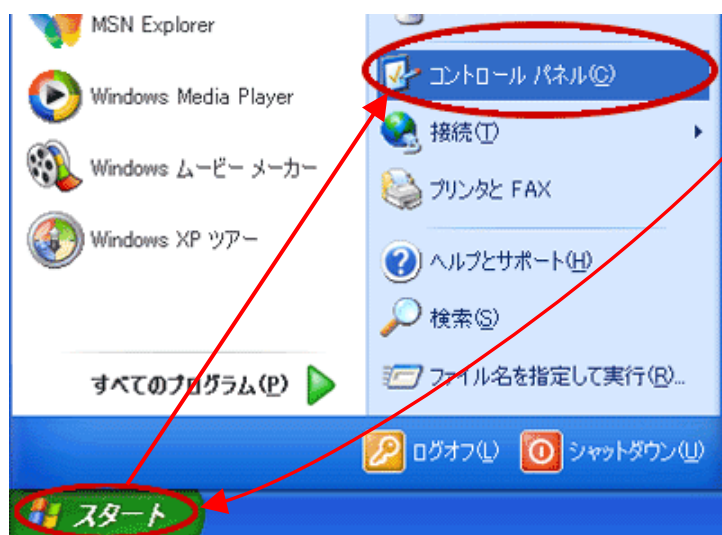 MSN Explorer
Windows Media Player
Windows ムービー メーカー
Windows XP ツアー
すべてのプログラム(P)
コントロール パネル(C)
接続(T)
プリンタと FAX
ヘルプとサポート(H)
検索(S)
ファイル名を指定して実行(R)...
ログオフ(L)
シャットダウン(U)
スタート